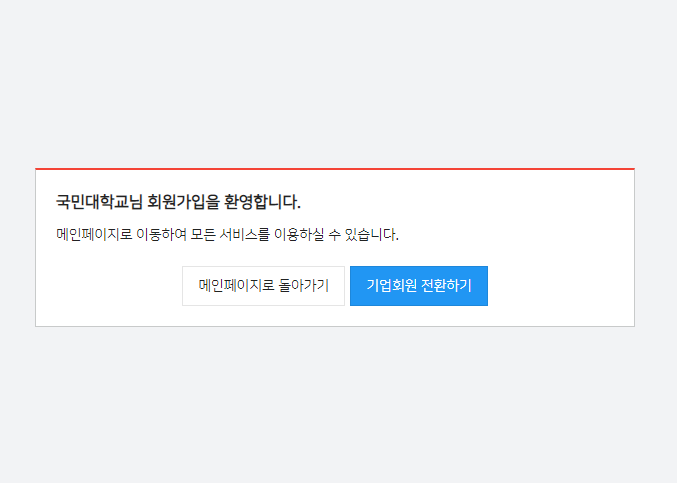 국민대학교님 회원가입을 환영합니다.
메인페이지로 이동하여 모든 서비스를 이용하실 수 있습니다.
메인페이지로 돌아가기
기업회원 전환하기